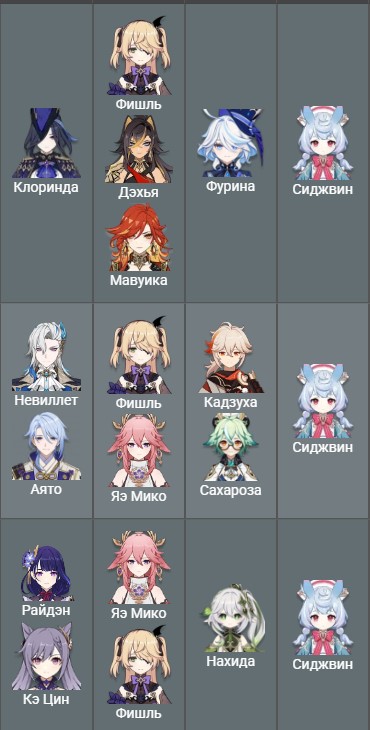 Фишль
Клоринда
Дэхья
Фурина
Сиджвин
Мавуика
Невиллет
Фишль
Кадзуха
Сиджвин
Аято
Яэ Мико
Сахароза
Райдэн
Яэ Мико
Нахида
Сиджвин
Кэ Цин
Фишль